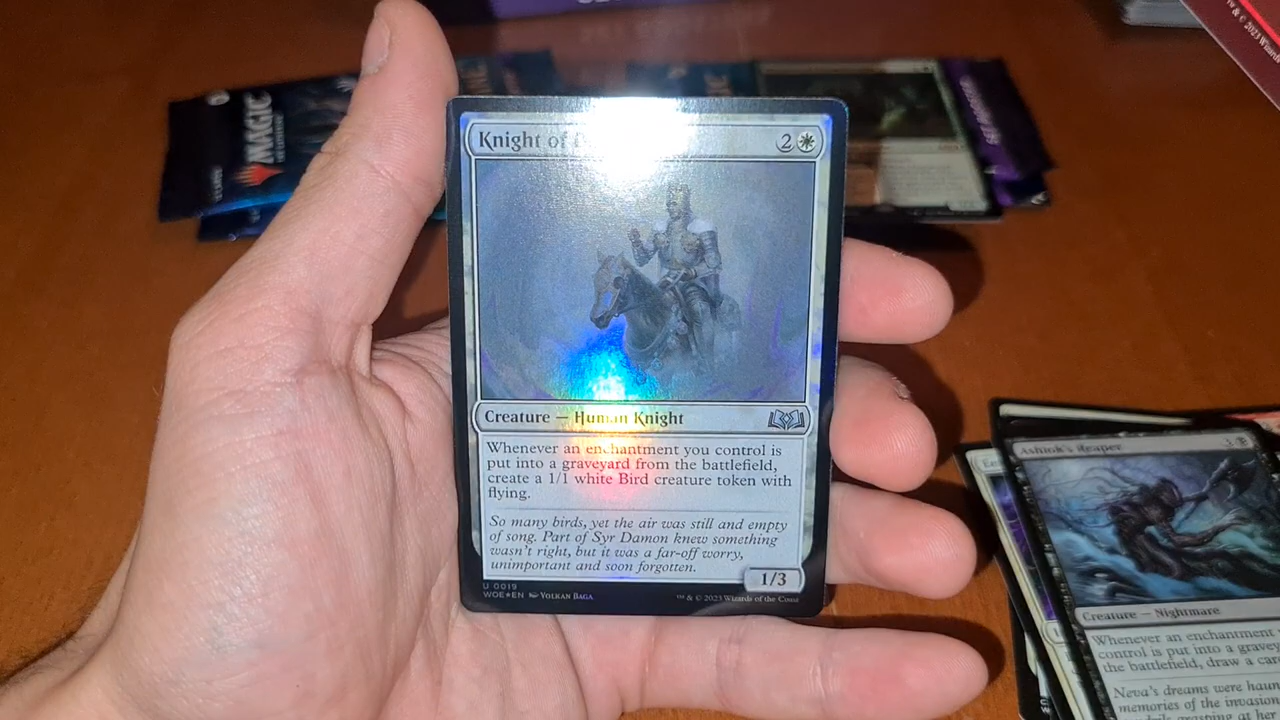 Knight of
2
Creature — Human Knight
Whenever an enchantment you control is
put into a graveyard from the battlefield,
create a 1/1 white Bird creature token with
flying.
So many birds, yet the air was still and empty
of song. Part of Syr Damon knew something
wasn't right, but it was a far-off worry,
unimportant and soon forgotten.
1/3
U 0019
WOE★EN VOLKAN BAGA
™ & © 2023 Wizards of the Coast
MAGIC
& © 2023 Wizards
Ashiok's Reaper
3
Creature — Nightmare
Whenever an enchantment
control is put into a
the battlefield, draw a
Neva's dreams were
memories of the invasion